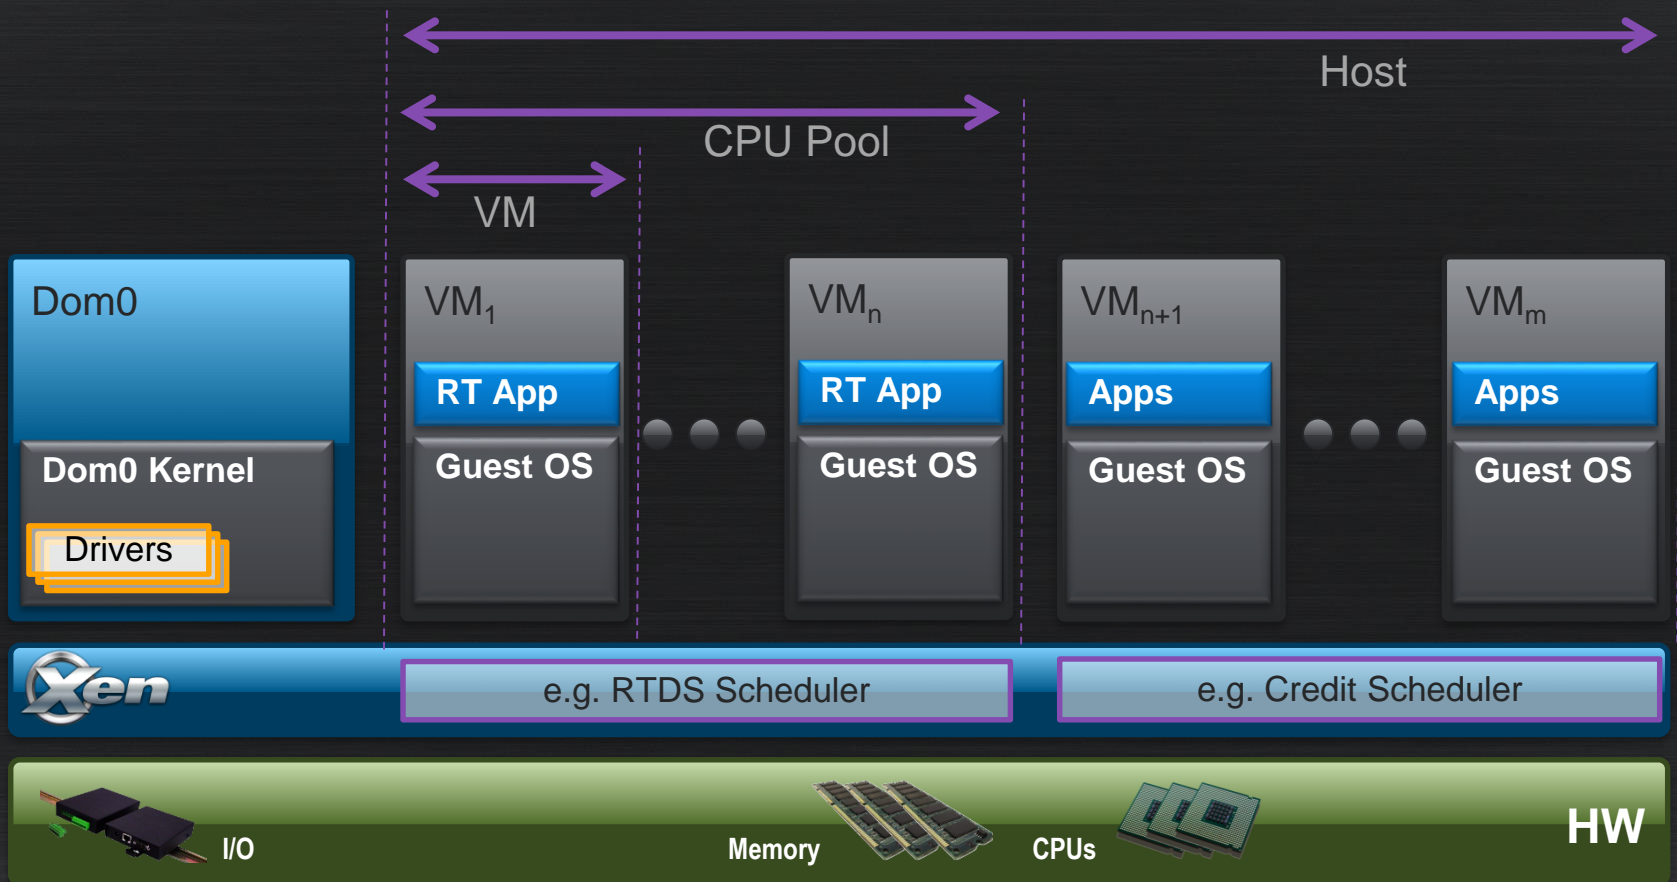 Host
CPU Pool
VM
Dom0
VM₁
VMₙ
VMₙ₊₁
VMₘ
RT App
RT App
Apps
Apps
Dom0 Kernel
Guest OS
Guest OS
Guest OS
Guest OS
Drivers
Xen
e.g. RTDS Scheduler
e.g. Credit Scheduler
I/O
Memory
CPUs
HW